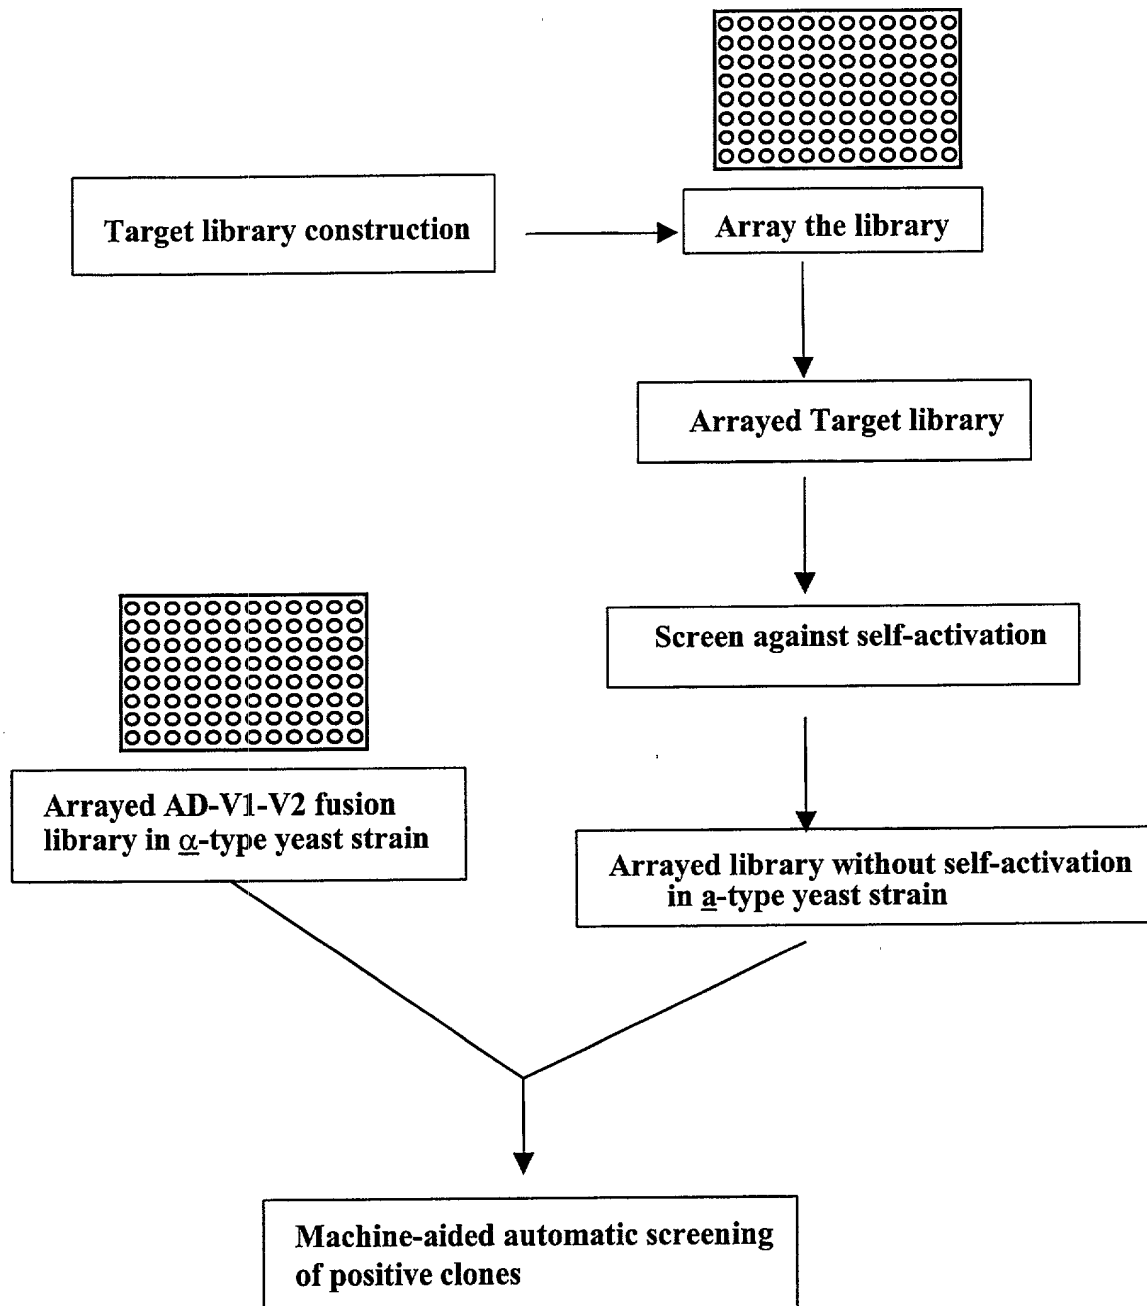 Target library construction
Array the library
Arrayed Target library
Screen against self-activation
Arrayed AD-V1-V2 fusion
library in α-type yeast strain
Arrayed library without self-activation
in a-type yeast strain
Machine-aided automatic screening
of positive clones